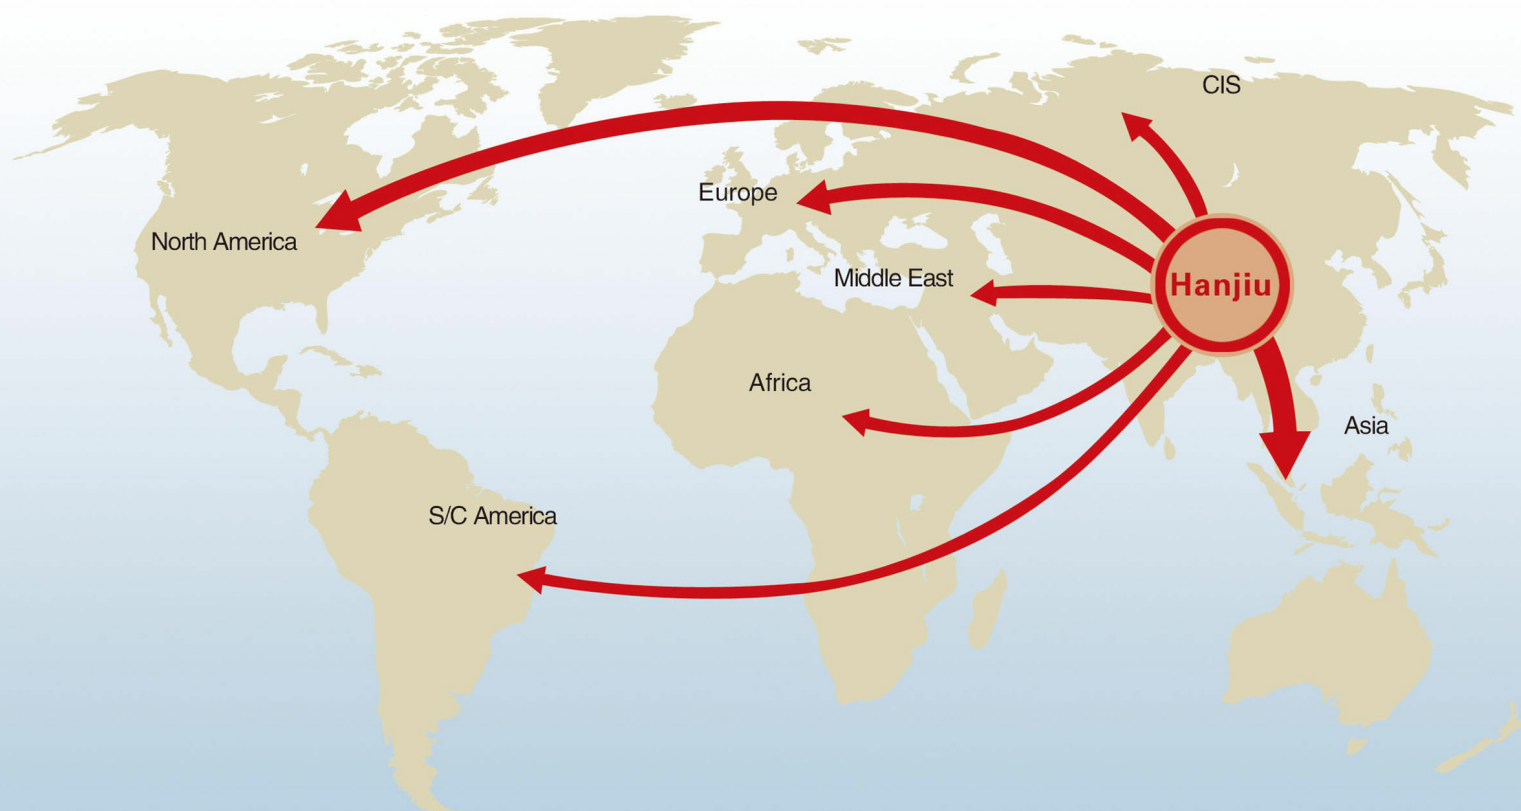 CIS
Europe
North America
Middle East
Hanjiu
Africa
Asia
S/C America